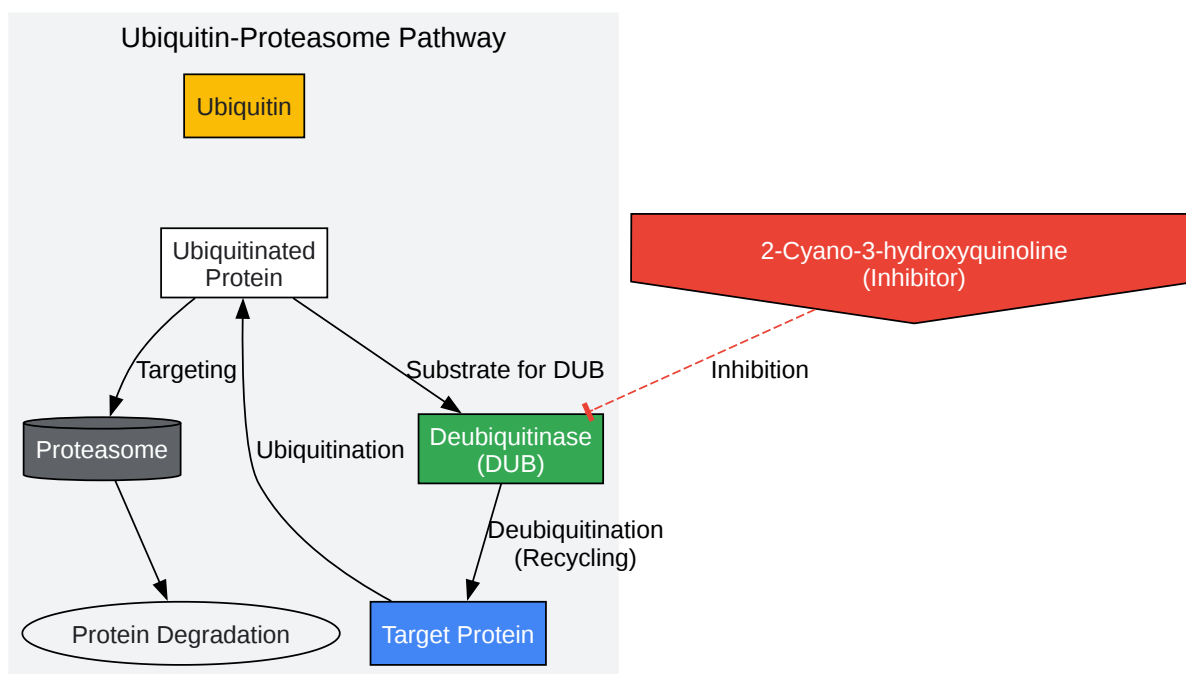 Ubiquitin-Proteasome Pathway
Ubiquitin
Ubiquitinated
Protein
2-Cyano-3-hydroxyquinoline
(Inhibitor)
Targeting
Substrate for DUB
Inhibition
Proteasome
Ubiquitination
Deubiquitinase
(DUB)
Deubiquitination
(Recycling)
Protein Degradation
Target Protein